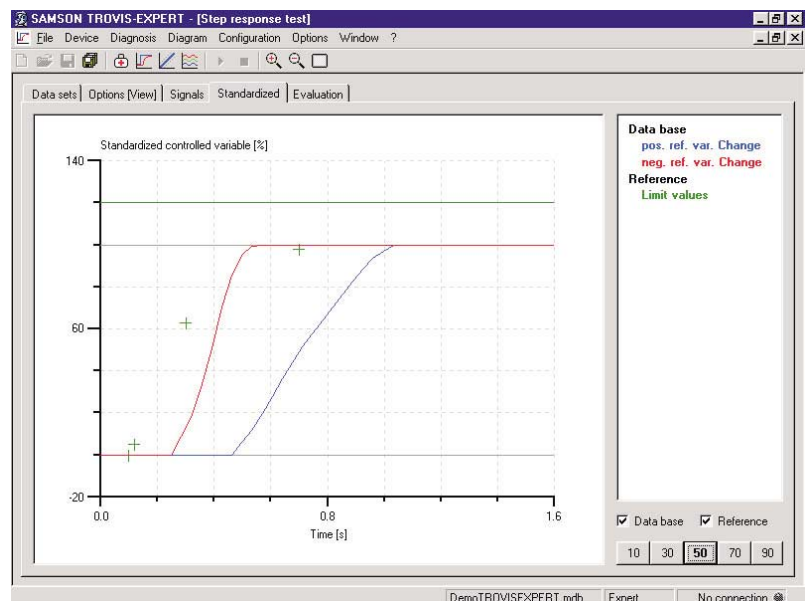 SAMSON TROVIS-EXPERT - [Step response test]
File Device Diagnosis Diagram Configuration Options Window ?
Data sets Options [View] Signals Standardized Evaluation
Standardized controlled variable [%]
140
60
-20
0.0 0.8 1.6
Time [s]
Data base
pos. ref. var. Change
neg. ref. var. Change
Reference
Limit values
Data base Reference
10 30 50 70 90
DemoTROVISEXPERT.mdb Expert No connection